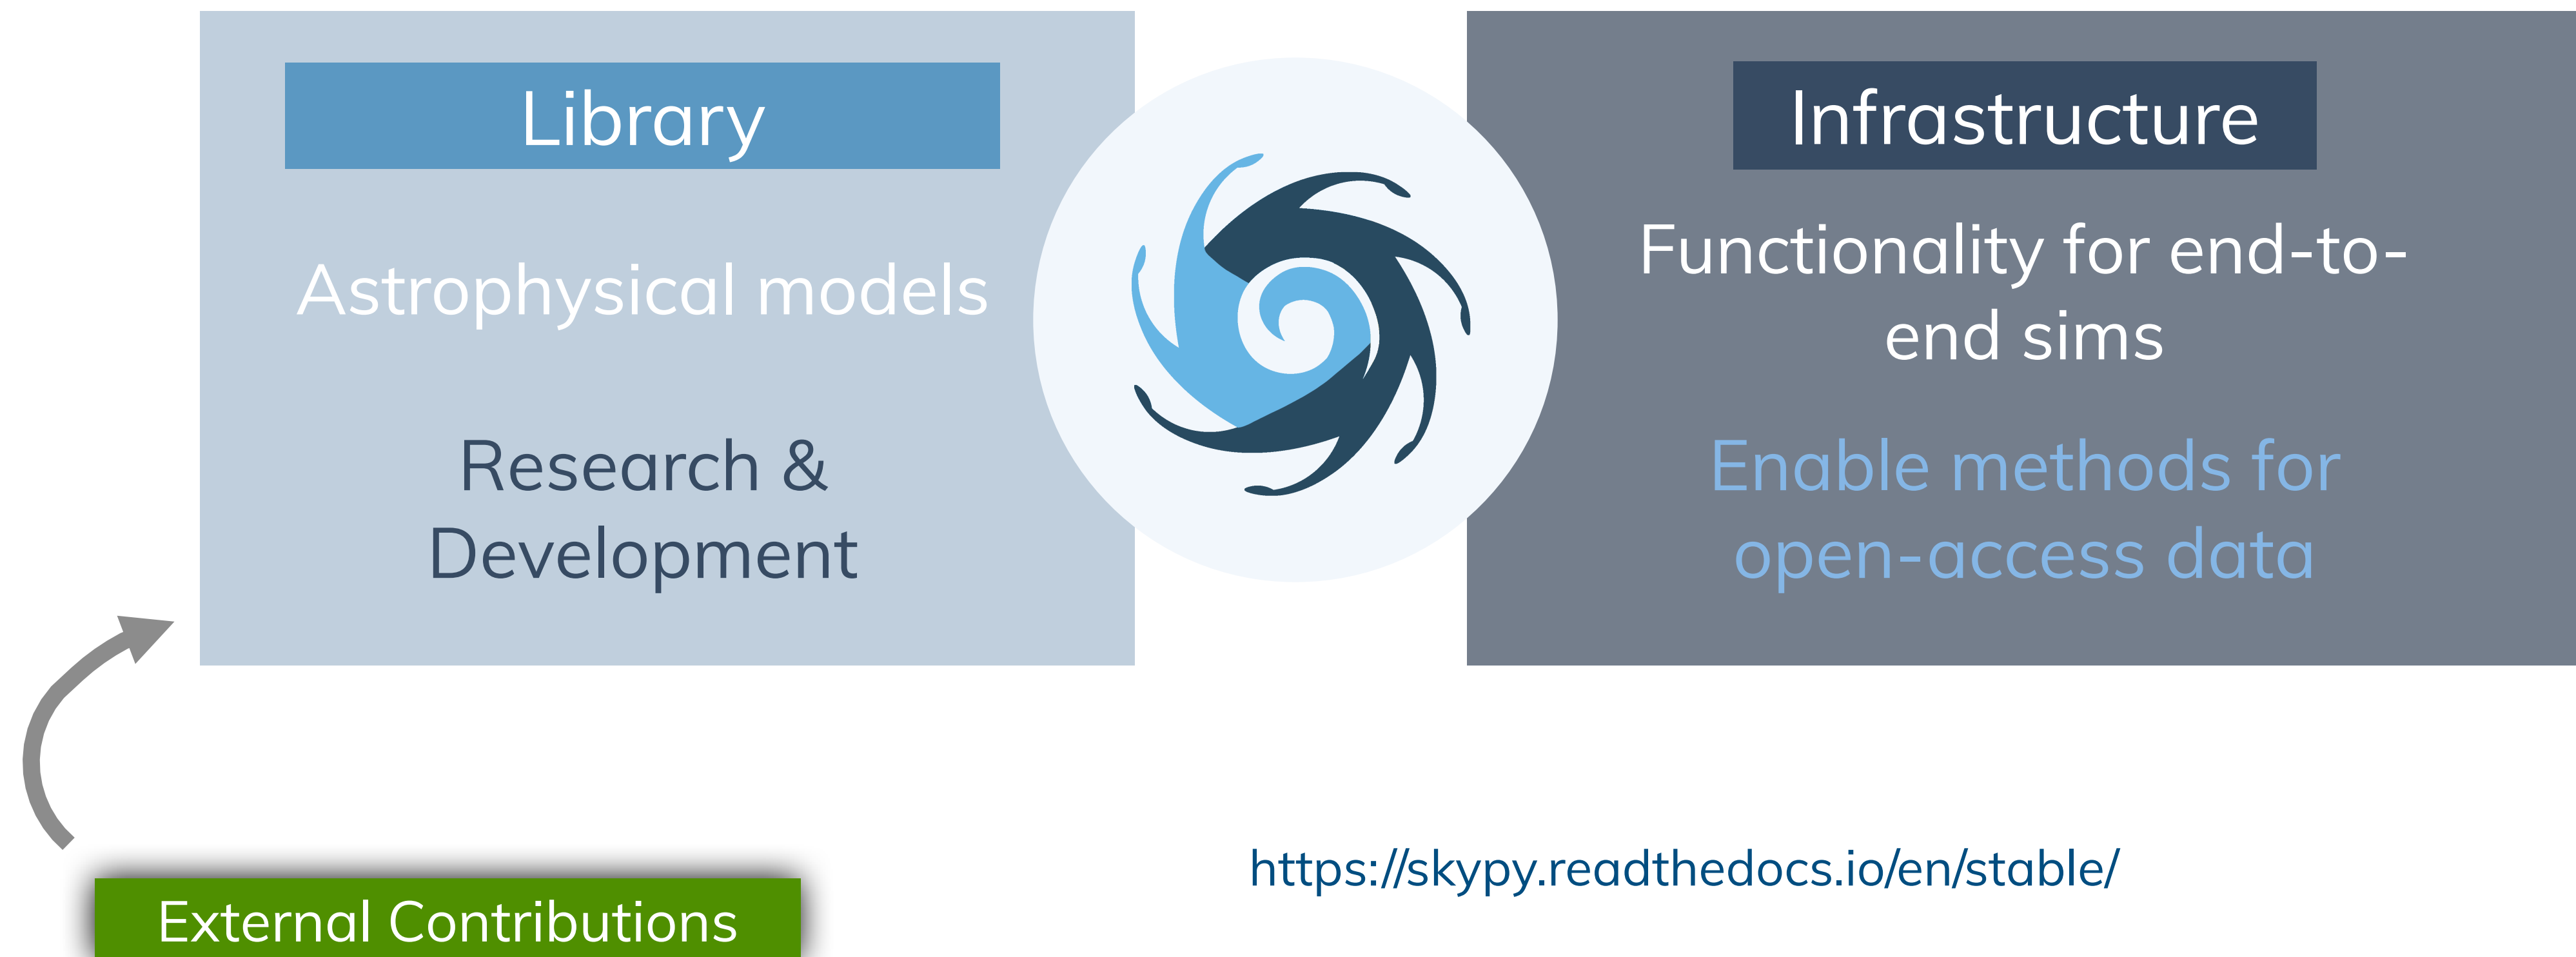 Library
Astrophysical models
Research &
Development
Infrastructure
Functionality for end-to-
end sims
Enable methods for
open-access data
External Contributions
https://skypy.readthedocs.io/en/stable/